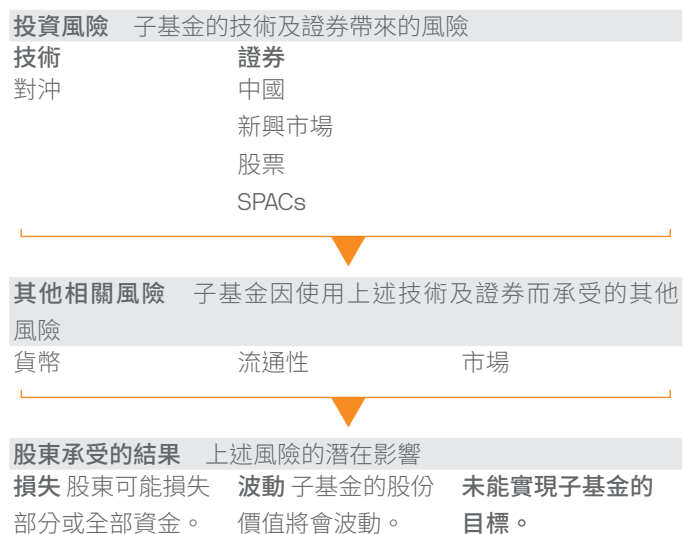 投資風險 子基金的技術及證券帶來的風險
技術 證券
對沖 中國
新興市場
股票
SPACs
其他相關風險 子基金因使用上述技術及證券而承受的其他
風險
貨幣 流通性 市場
股東承受的結果 上述風險的潛在影響
損失 股東可能損失 波動 子基金的股份 未能實現子基金的
部分或全部資金。 價值將會波動。 目標。